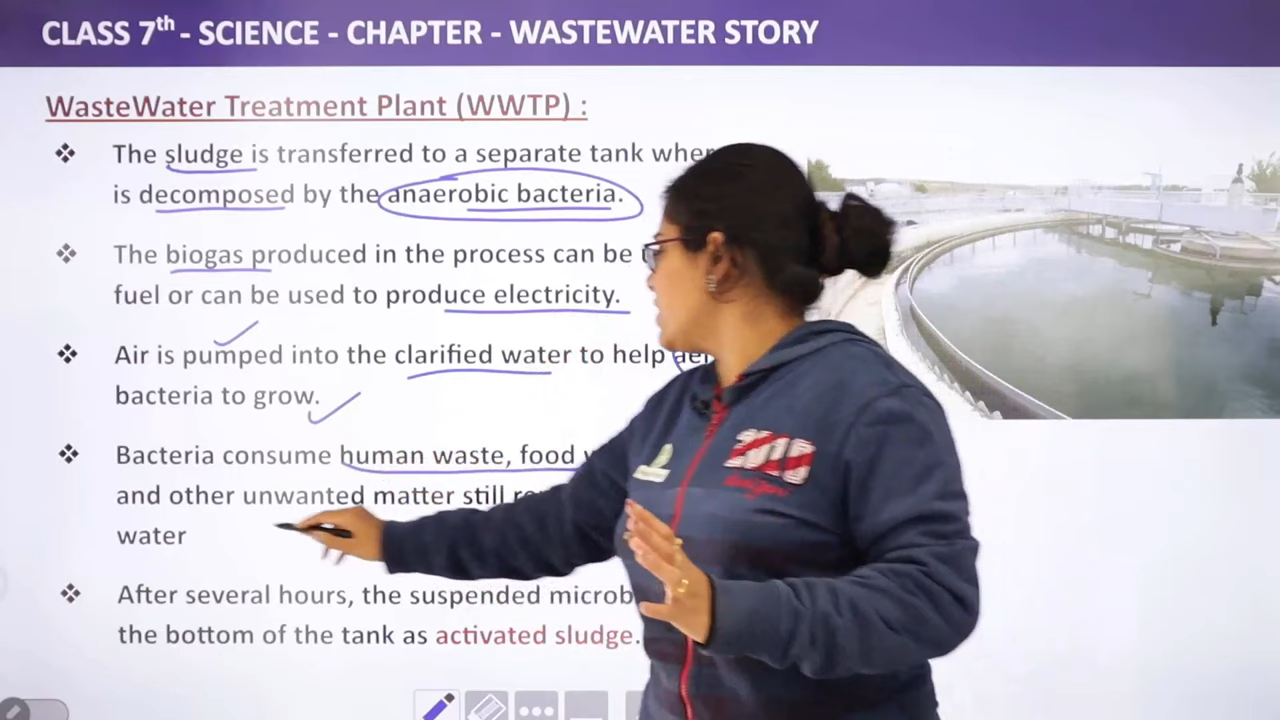 CLASS 7th - SCIENCE - CHAPTER - WASTEWATER STORY
WasteWater Treatment Plant (WWTP) :
❖ The sludge is transferred to a separate tank
is decomposed by the anaerobic bacteria.
❖ The biogas produced in the process can be
fuel or can be used to produce electricity.
❖ Air is pumped into the clarified water to help
bacteria to grow.
❖ Bacteria consume human waste, food
and other unwanted matter still
water
❖ After several hours, the suspended
the bottom of the tank as activated sludge.